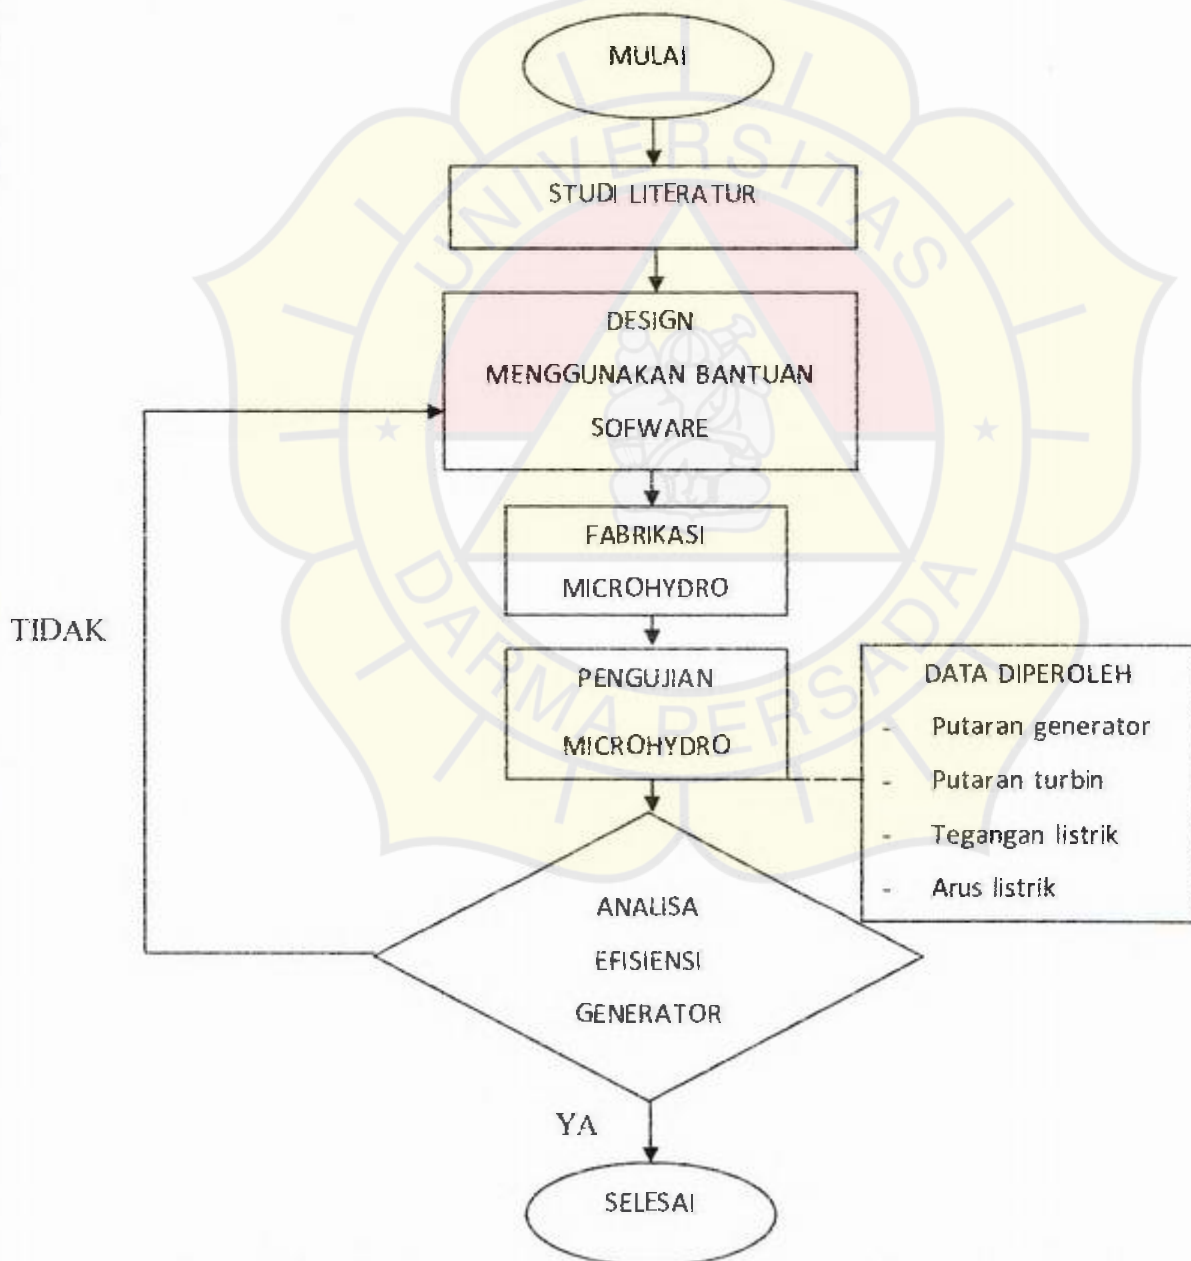 MULAI
STUDI LITERATUR
DESIGN
MENGGUNAKAN BANTUAN
SOFWARE
FABRIKASI
MICROHYDRO
TIDAK
PENGUJIAN
MICROHYDRO
DATA DIPEROLEH
- Putaran generator
- Putaran turbin
- Tegangan listrik
- Arus listrik
ANALISA
EFISIENSI
GENERATOR
YA
SELESAI
UNIVERSITAS
DARMA PERSADA